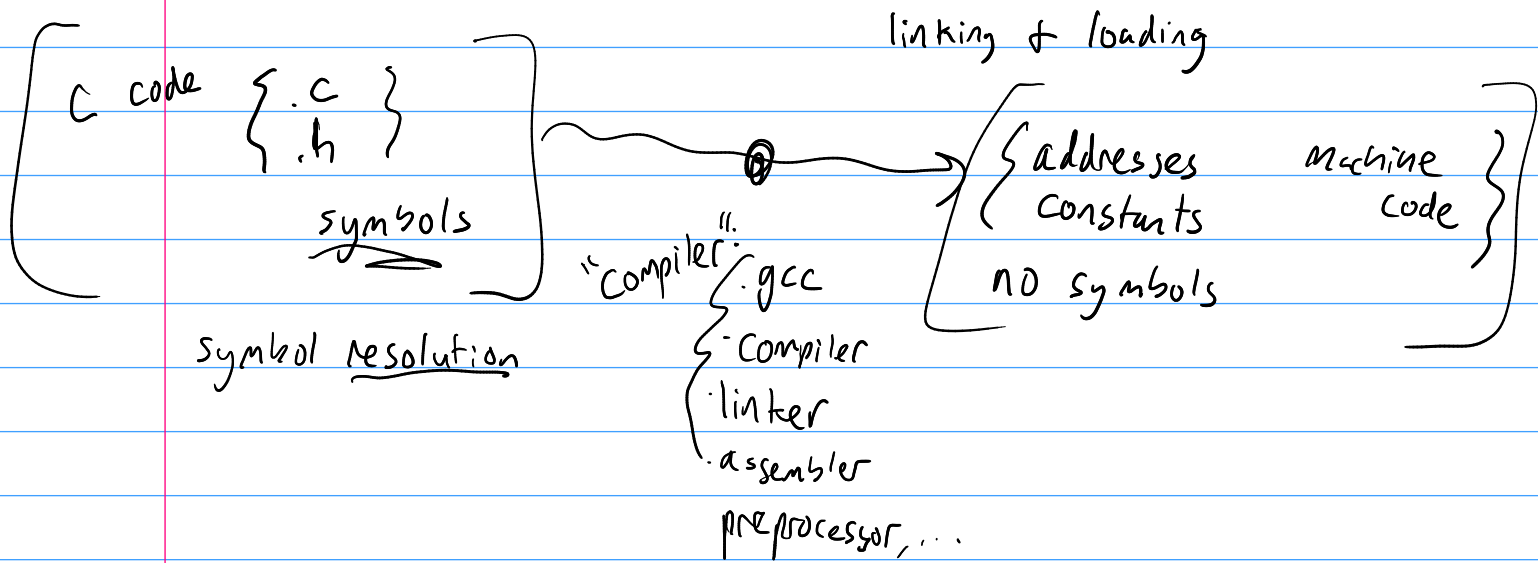 linking & loading
C code { .c }
.h
symbols
{ addresses machine }
constants code
no symbols
"compiler":
.gcc
symbol resolution
· compiler
· linker
· assembler
preprocessor, ...